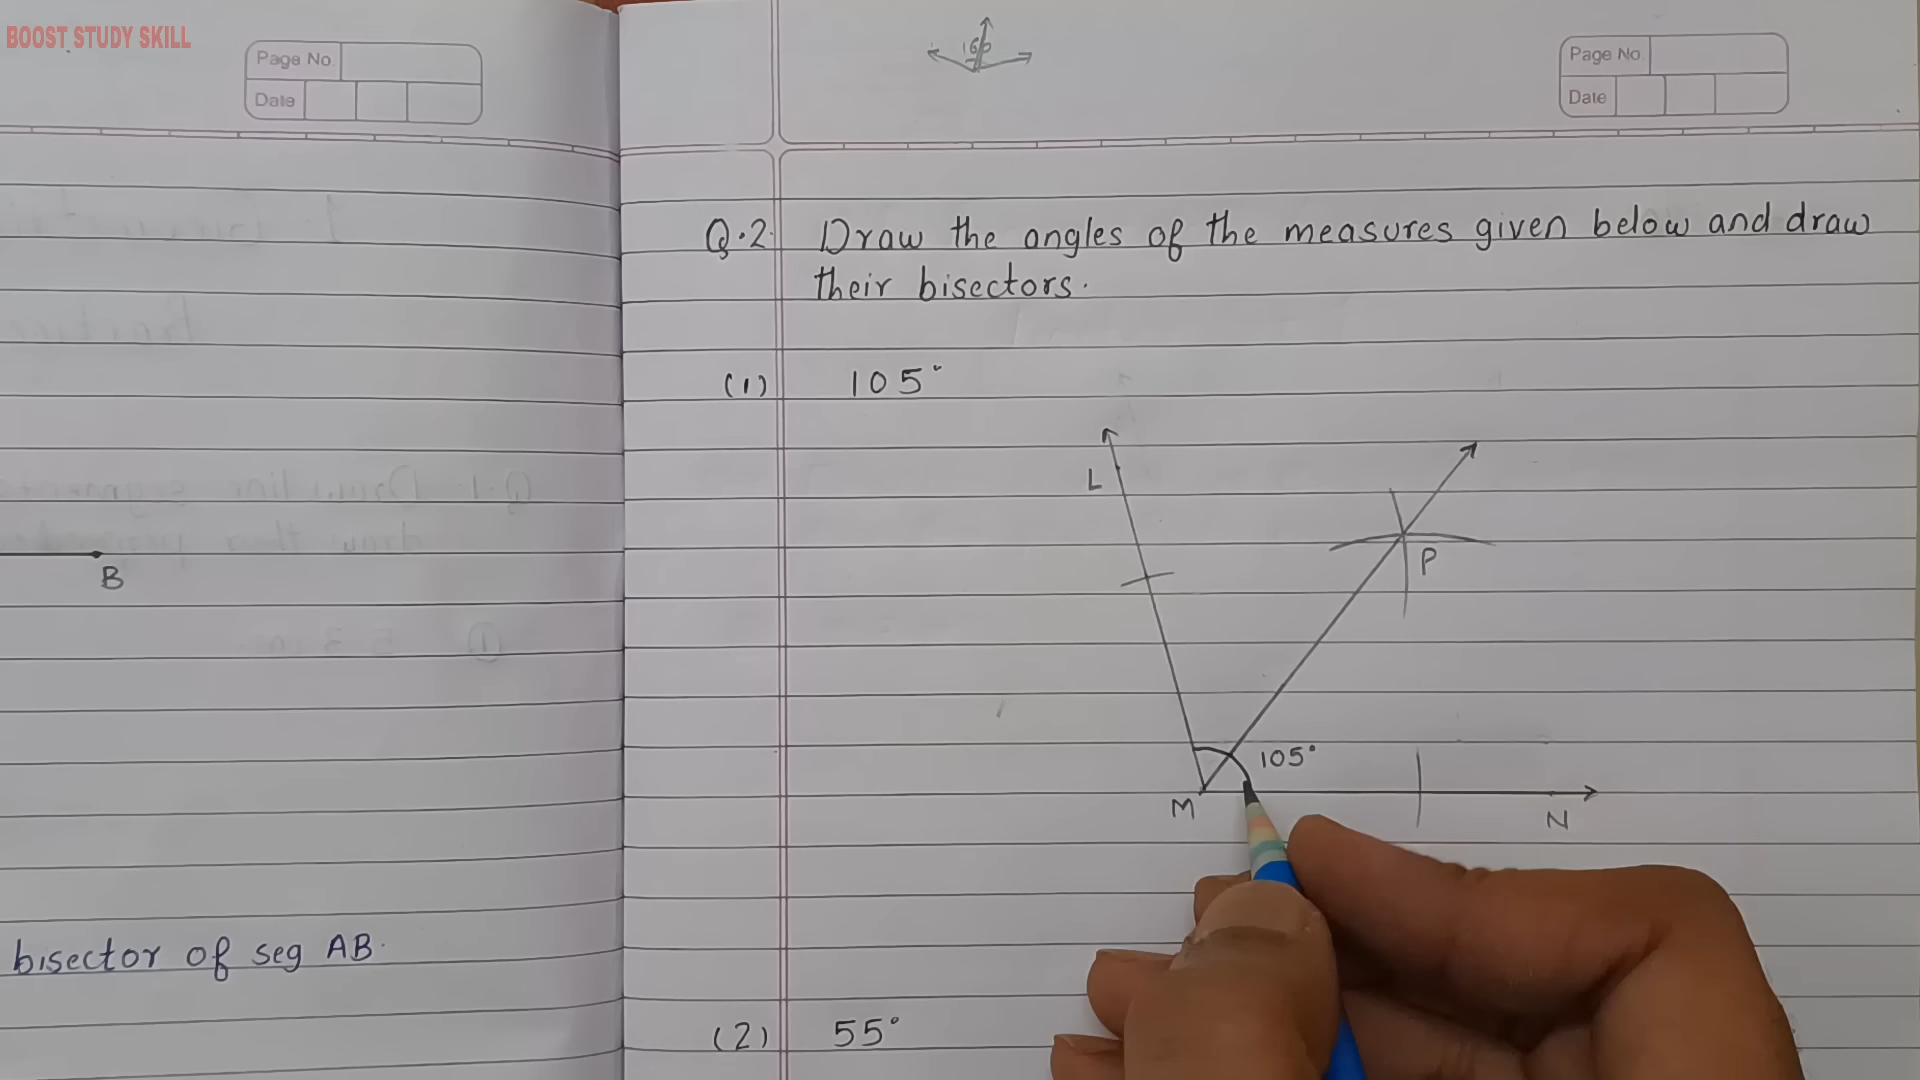 BOOST STUDY SKILL
Page No.
Date
B
bisector of seg AB.
Page No.
Date
Q.2. Draw the angles of the measures given below and draw
their bisectors.
(1) 105°
L
P
105°
M
N
(2) 55°